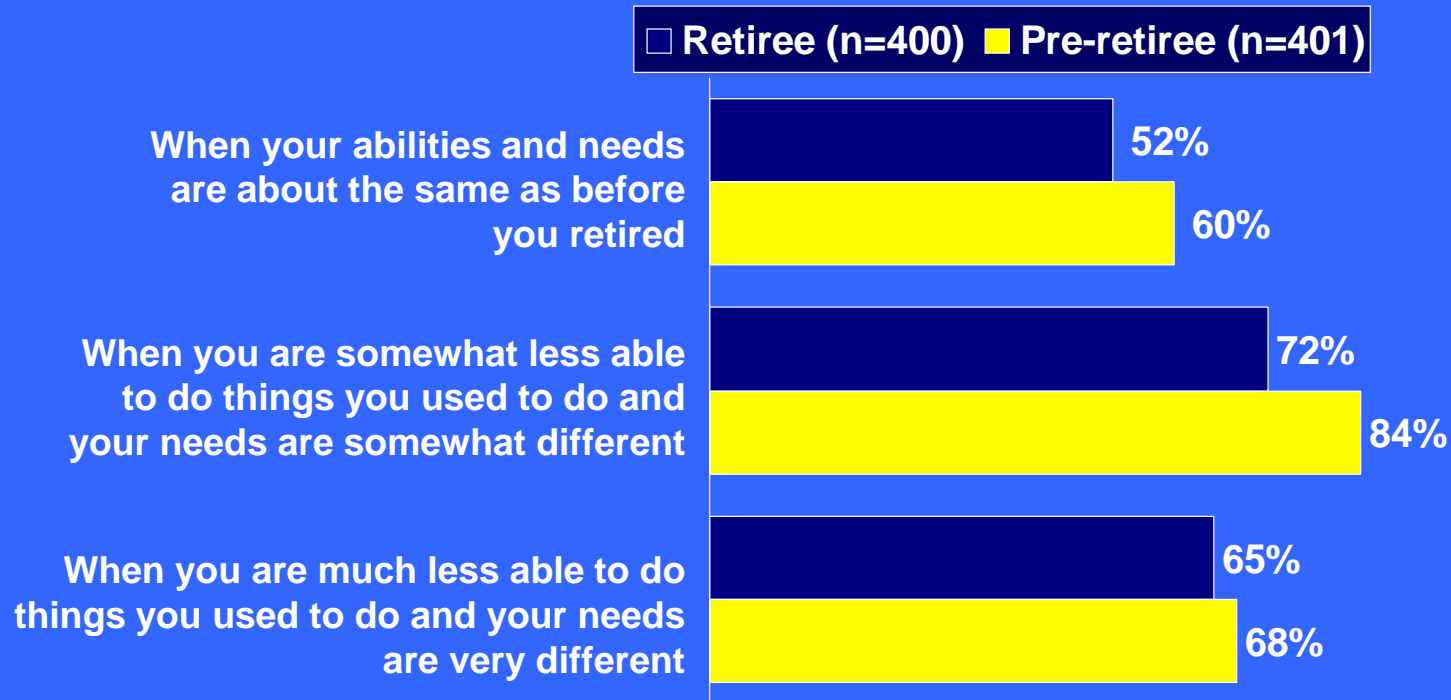 Retiree (n=400) Pre-retiree (n=401)
When your abilities and needs
are about the same as before
you retired
52%
60%
When you are somewhat less able
to do things you used to do and
your needs are somewhat different
72%
84%
When you are much less able to do
things you used to do and your needs
are very different
65%
68%